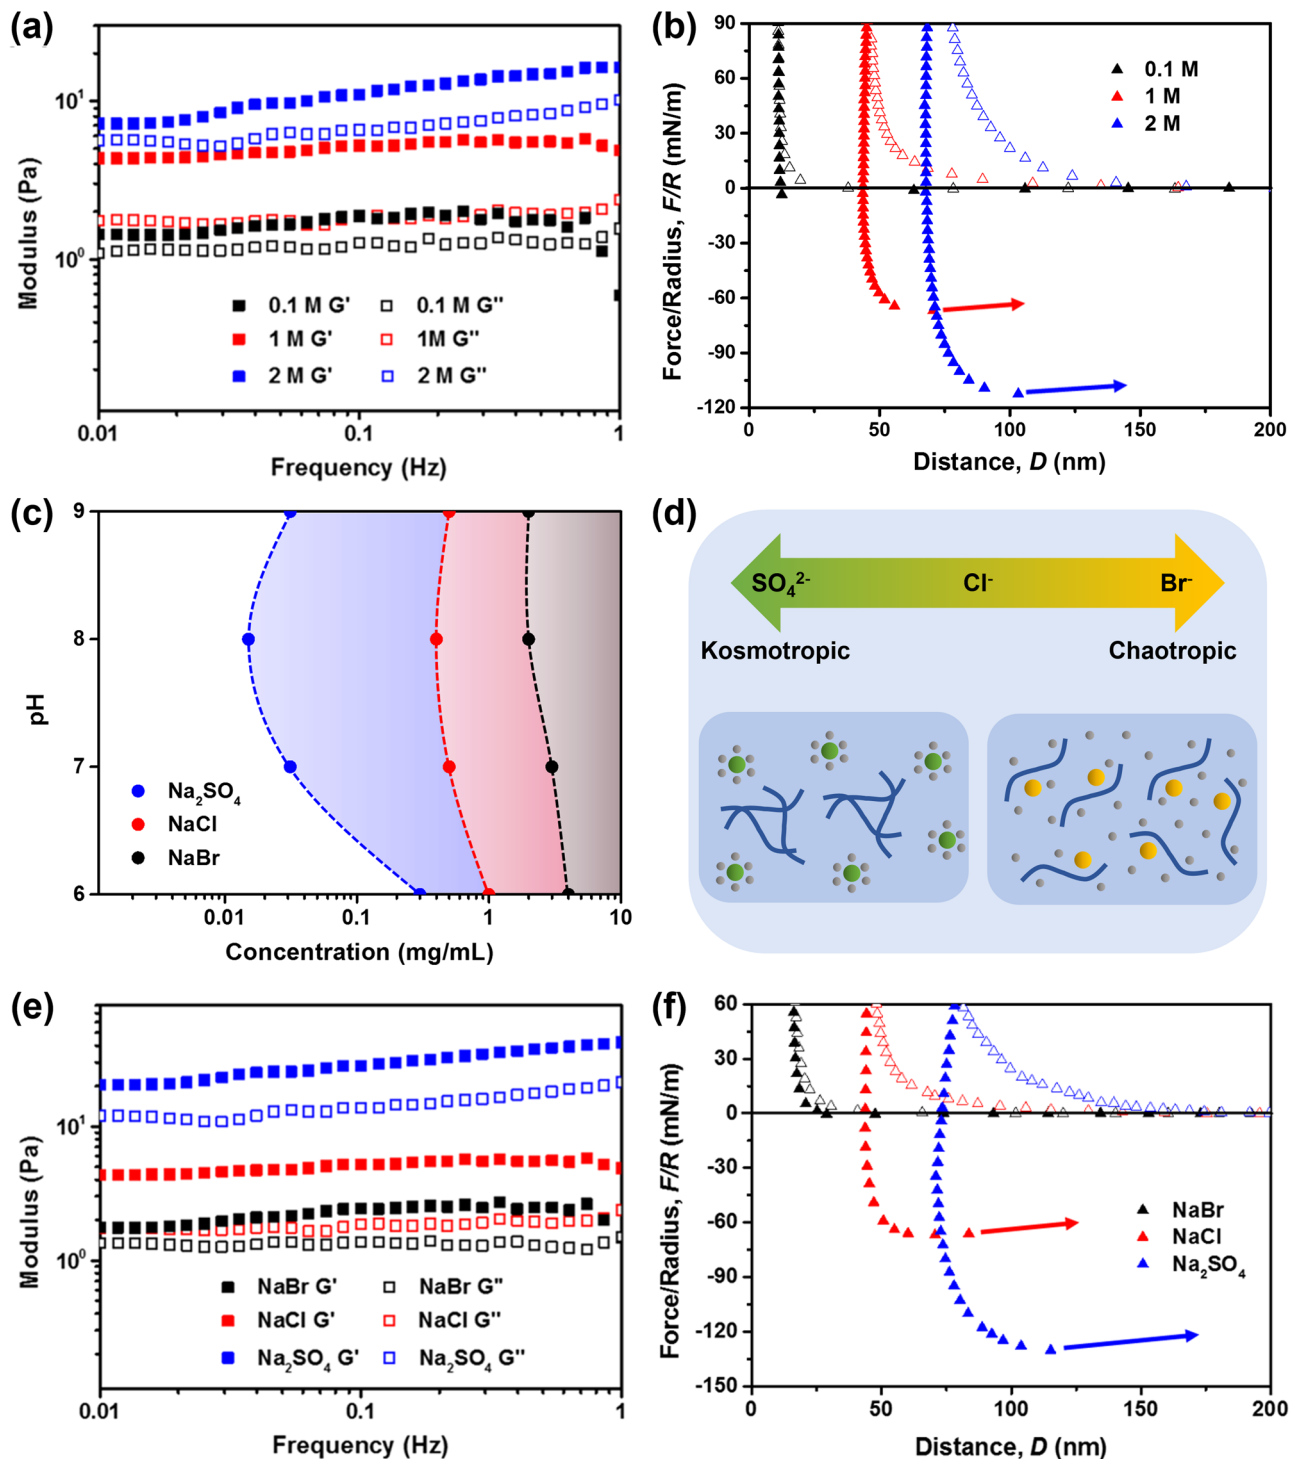 (a)
Modulus (Pa)
10¹
10⁰
0.1 M G' 0.1 M G''
1 M G' 1M G''
2 M G' 2 M G''
0.01 0.1 1
Frequency (Hz)
(b)
Force/Radius, F/R (mN/m)
90
60
30
0
-30
-60
-90
-120
0.1 M
1 M
2 M
0 50 100 150 200
Distance, D (nm)
(c)
pH
9
8
7
6
Na₂SO₄
NaCl
NaBr
0.01 0.1 1 10
Concentration (mg/mL)
(d)
SO₄²⁻ Cl⁻ Br⁻
Kosmotropic Chaotropic
(e)
Modulus (Pa)
10¹
10⁰
NaBr G' NaBr G''
NaCl G' NaCl G''
Na₂SO₄ G' Na₂SO₄ G''
0.01 0.1 1
Frequency (Hz)
(f)
Force/Radius, F/R (mN/m)
60
30
0
-30
-60
-90
-120
-150
NaBr
NaCl
Na₂SO₄
0 50 100 150 200
Distance, D (nm)